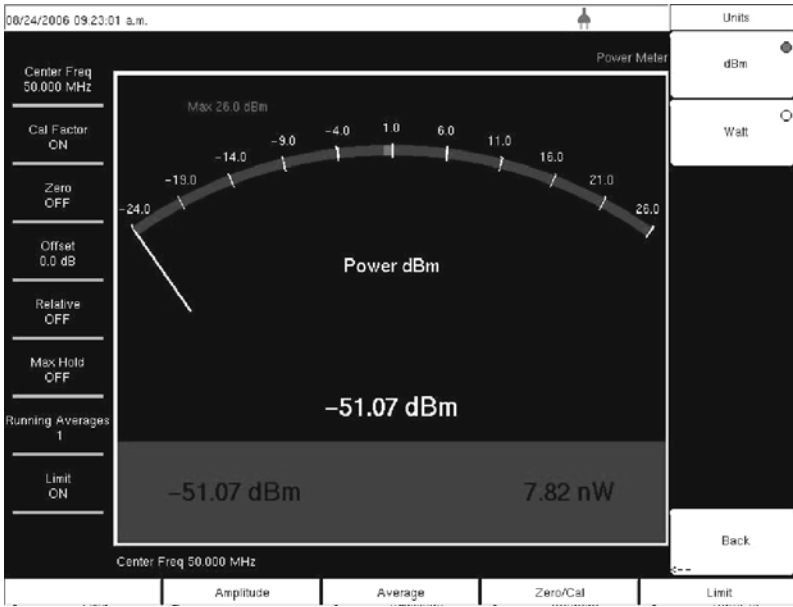 08/24/2006 09:23:01 a.m.
Units
Power Meter
dBm
Watt
Back
<--
Center Freq
50.000 MHz
Cal Factor
ON
Zero
OFF
Offset
0.0 dB
Relative
OFF
Max Hold
OFF
Running Averages
1
Limit
ON
Max 26.0 dBm
-24.0
-19.0
-14.0
-9.0
-4.0
1.0
6.0
11.0
16.0
21.0
26.0
Power dBm
-51.07 dBm
-51.07 dBm 7.82 nW
Center Freq 50.000 MHz
Amplitude Average Zero/Cal Limit